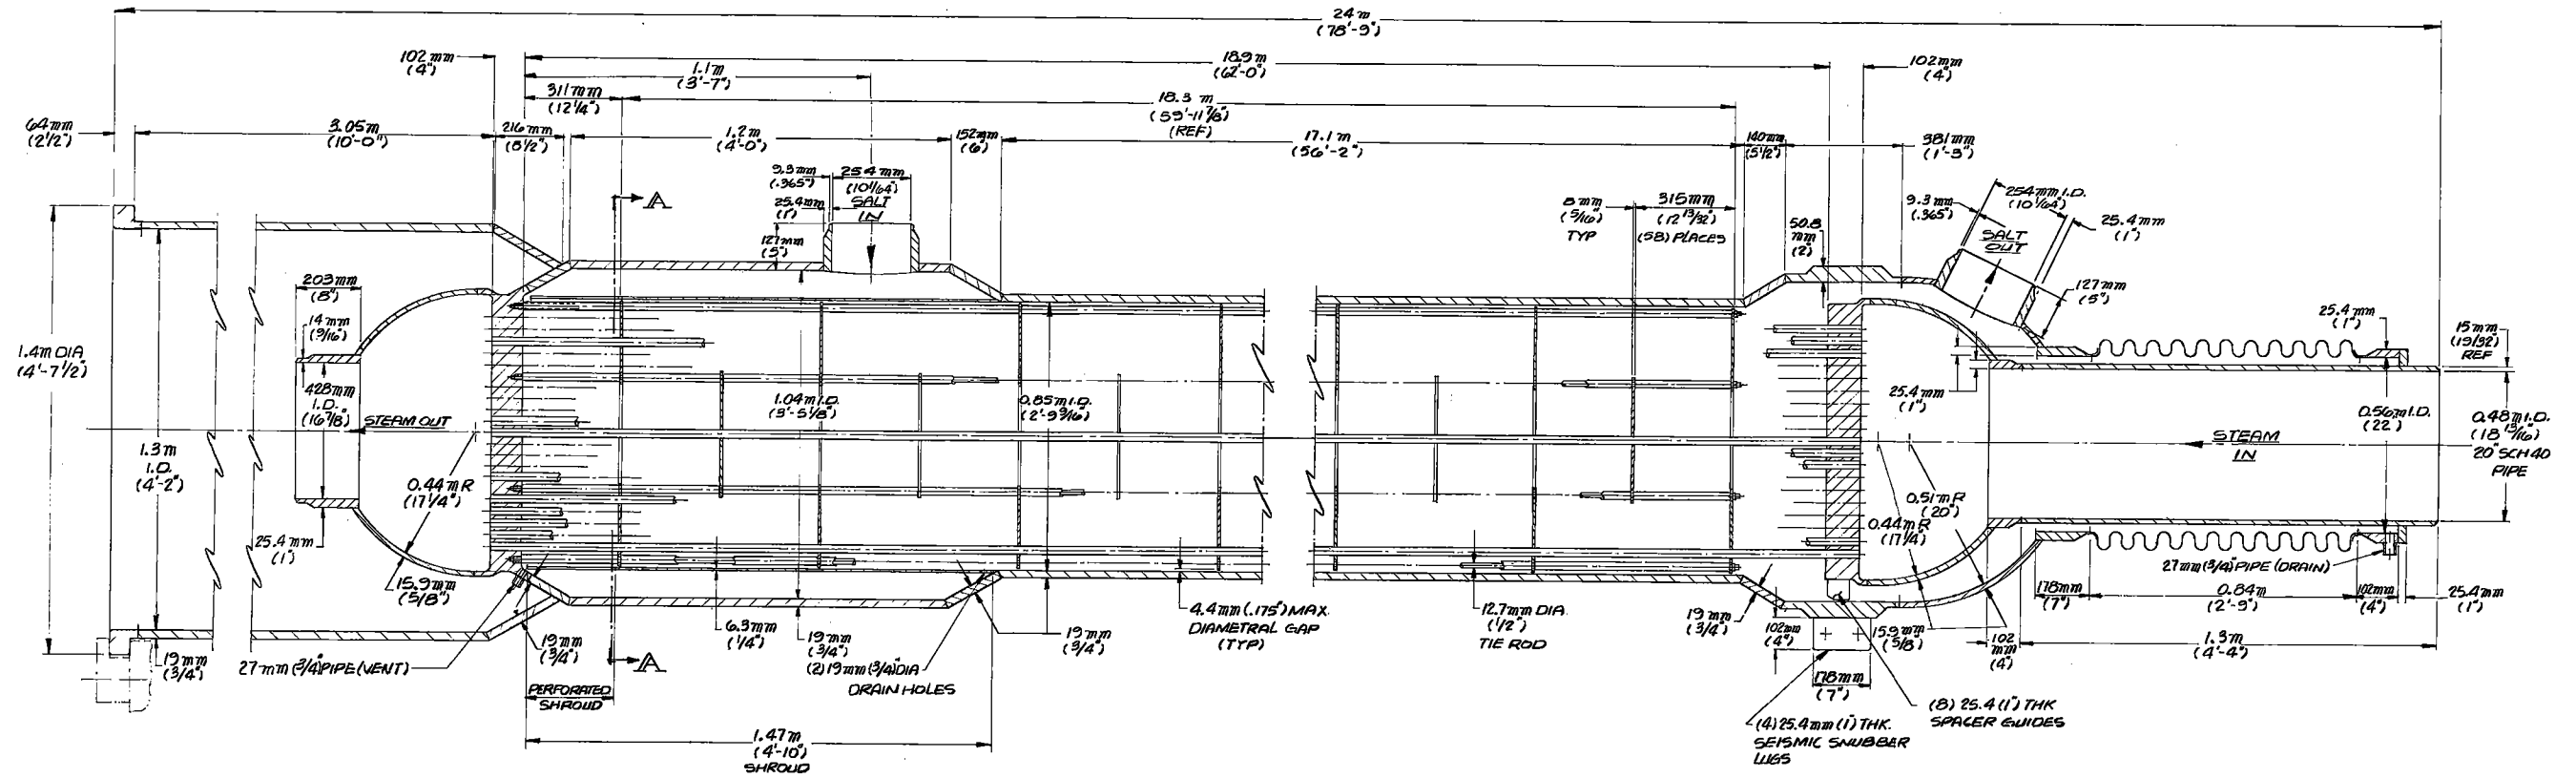 24 m
(78'-9")
102 mm
(4")
18.9 m
(62'-0")
102 mm
(4")
1.1 m
(3'-7")
311 mm
(12 1/4")
18.3 m
(59'-11 7/8")
(REF)
64 mm
(2 1/2")
3.05 m
(10'-0")
216 mm
(8 1/2")
1.2 m
(4'-0")
152 mm
(6")
17.1 m
(56'-2")
140 mm
(5 1/2")
381 mm
(1'-3")
9.3 mm
(.365")
254 mm
(10 1/64")
SALT
IN
25.4 mm
(1")
127 mm
(5")
A
8 mm
(5/16")
TYP
315 mm
(12 13/32")
(58) PLACES
50.8
mm
(2")
9.3 mm
(.365")
254 mm I.D.
(10 1/64")
25.4 mm
(1")
SALT
OUT
127 mm
(5")
203 mm
(8")
14 mm
(9/16")
428 mm
I.D.
(16 7/8")
STEAM OUT
1.4 m DIA
(4'-7 1/2")
1.3 m
I.D.
(4'-2")
0.44 m R
(17 1/4")
25.4 mm
(1")
15.9 mm
(5/8")
1.04 m I.D.
(3'-5 1/8")
0.85 m I.D.
(2'-9 9/16")
25.4 mm
(1")
25.4 mm
(1")
15 mm
(19/32)
REF
0.56 m I.D.
(22)
0.48 m I.D.
(18 13/16)
20" SCH 40
PIPE
STEAM
IN
0.51 m R
(20")
0.44 m R
(17 1/4)
27 mm (3/4") PIPE (DRAIN)
178 mm
(7")
0.84 m
(2'-9")
102 mm
(4")
25.4 mm
(1")
19 mm
(3/4")
27 mm (3/4") PIPE (VENT)
19 mm
(3/4")
PERFORATED
SHROUD
A
6.3 mm
(1/4")
19 mm
(3/4")
(2) 19 mm (3/4") DIA
DRAIN HOLES
19 mm
(3/4")
4.4 mm (.175") MAX.
DIAMETRAL GAP
(TYP)
12.7 mm DIA.
(1/2")
TIE ROD
19 mm
(3/4")
102 mm
(4")
178 mm
(7")
15.9 mm
(5/8)
102
mm
(4")
1.3 m
(4'-4")
(8) 25.4 (1") THK
SPACER GUIDES
(4) 25.4 mm (1") THK.
SEISMIC SNUBBER
LUGS
1.47 m
(4'-10")
SHROUD